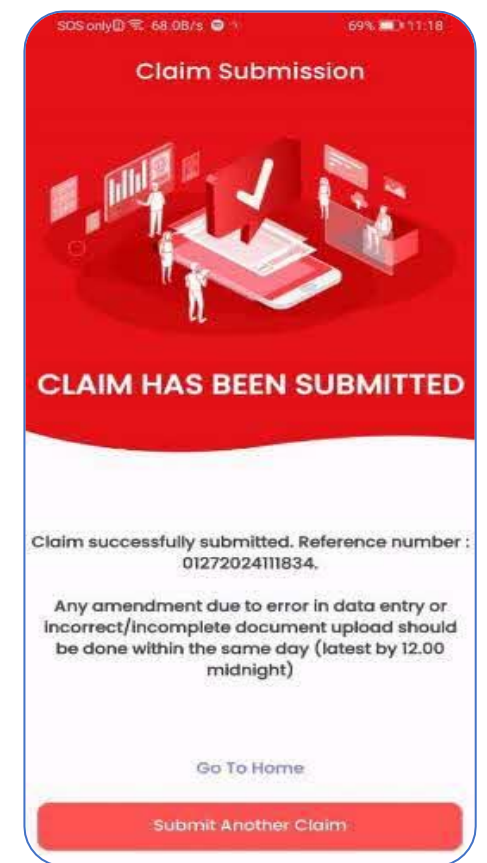 SOS only 68.0B/s 69% 11:18
Claim Submission
CLAIM HAS BEEN SUBMITTED
Claim successfully submitted. Reference number :
01272024111834.
Any amendment due to error in data entry or
incorrect/incomplete document upload should
be done within the same day (latest by 12.00
midnight)
Go To Home
Submit Another Claim